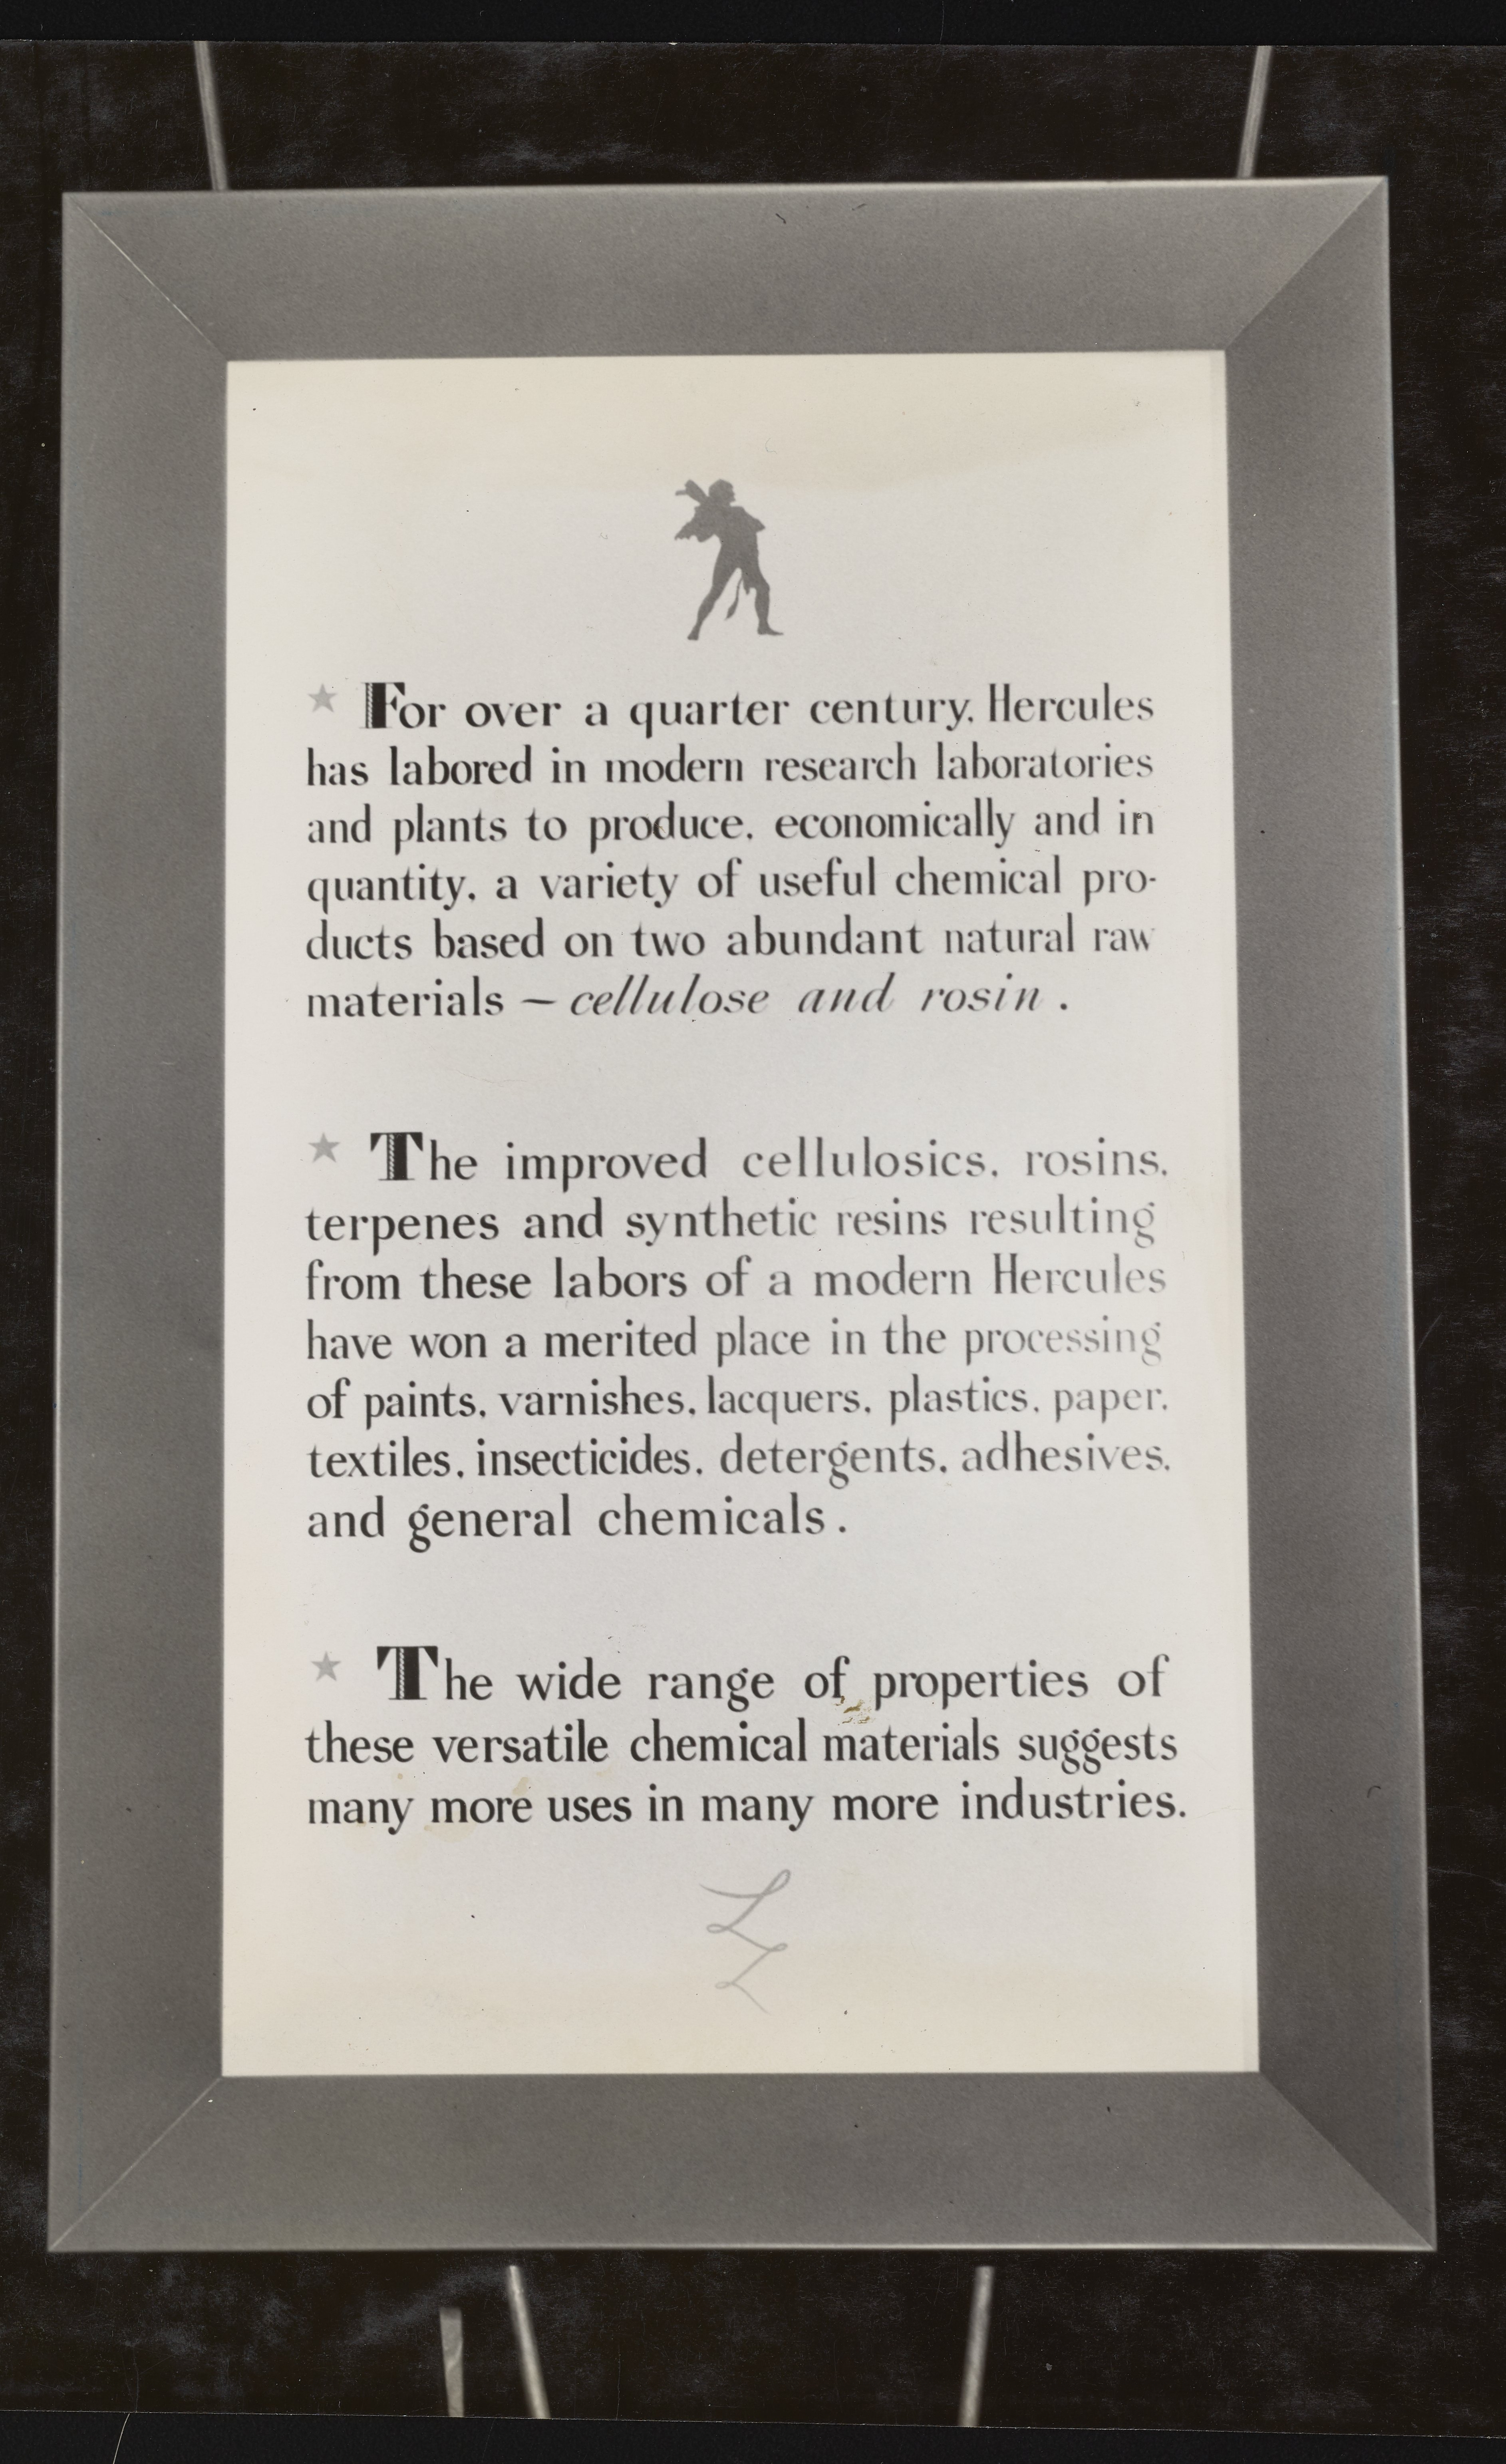 ★ For over a quarter century, Hercules
has labored in modern research laboratories
and plants to produce, economically and in
quantity, a variety of useful chemical pro-
ducts based on two abundant natural raw
materials – cellulose and rosin.
★ The improved cellulosics, rosins,
terpenes and synthetic resins resulting
from these labors of a modern Hercules
have won a merited place in the processing
of paints, varnishes, lacquers, plastics, paper,
textiles, insecticides, detergents, adhesives,
and general chemicals.
★ The wide range of properties of
these versatile chemical materials suggests
many more uses in many more industries.